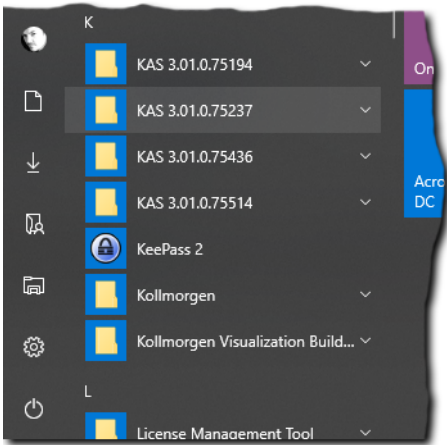 K
KAS 3.01.0.75194
On
KAS 3.01.0.75237
KAS 3.01.0.75436
Acro
DC
KAS 3.01.0.75514
KeePass 2
Kollmorgen
Kollmorgen Visualization Build...
L
License Management Tool